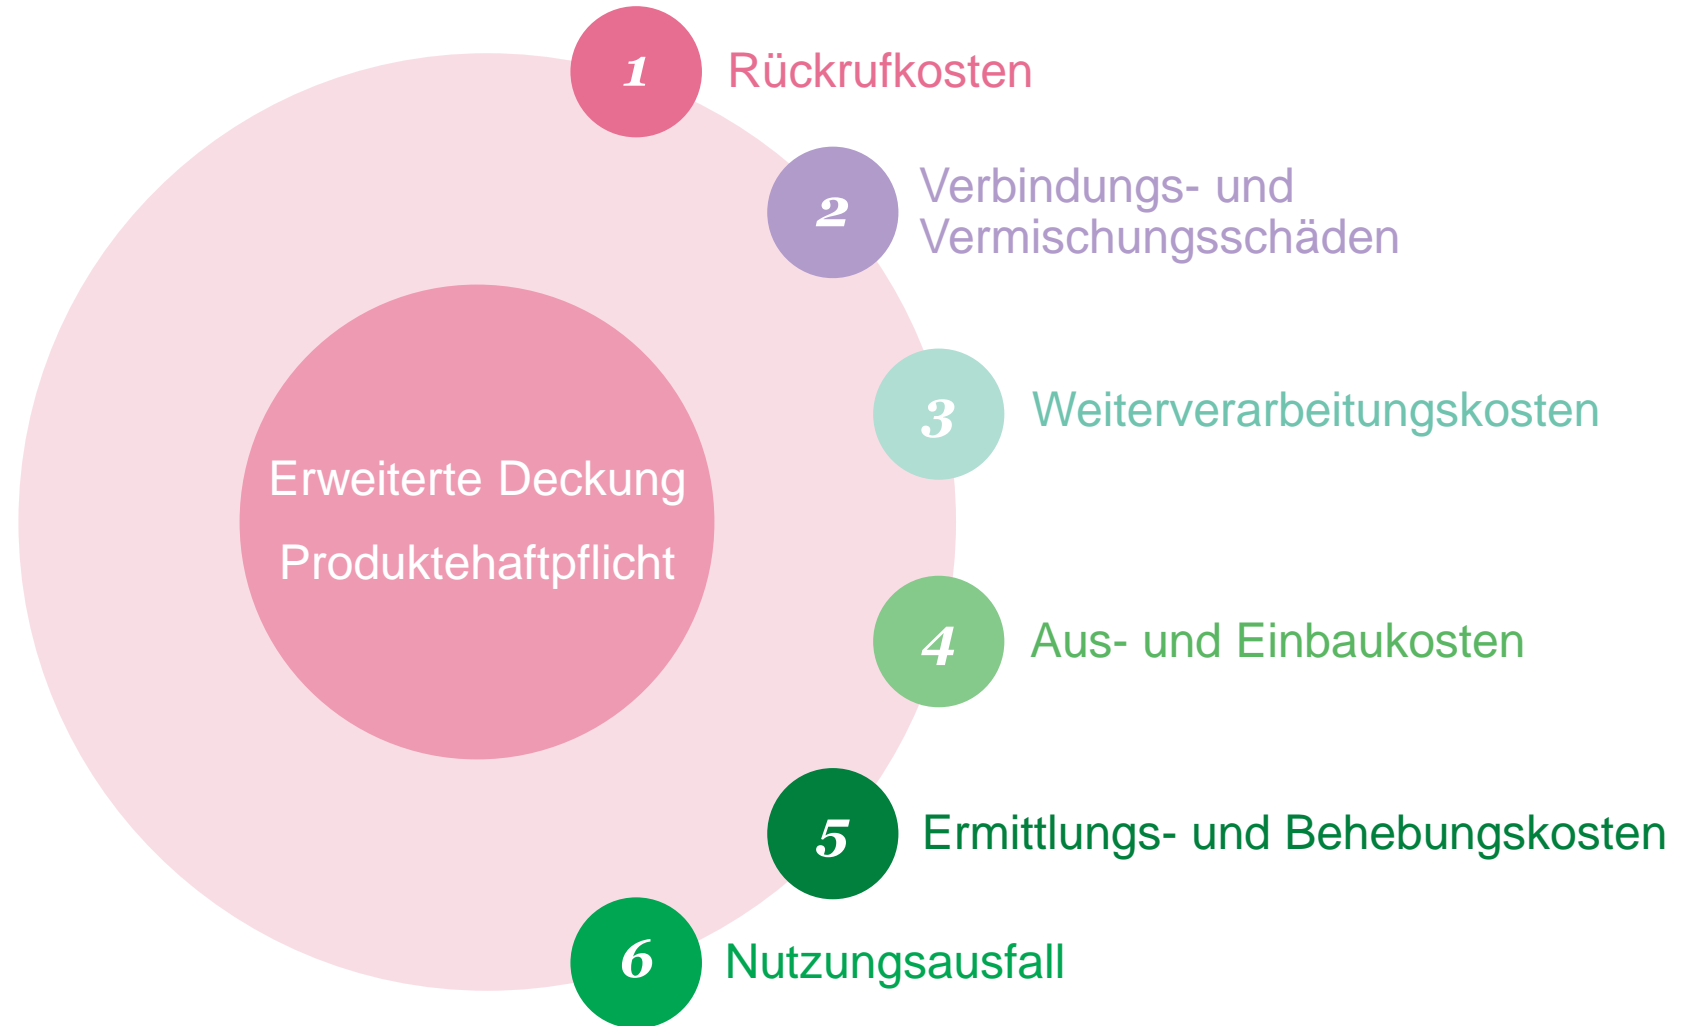 1 Rückrufkosten
2 Verbindungs- und
Vermischungsschäden
3 Weiterverarbeitungskosten
Erweiterte Deckung
Produktehaftpflicht
4 Aus- und Einbaukosten
5 Ermittlungs- und Behebungskosten
6 Nutzungsausfall